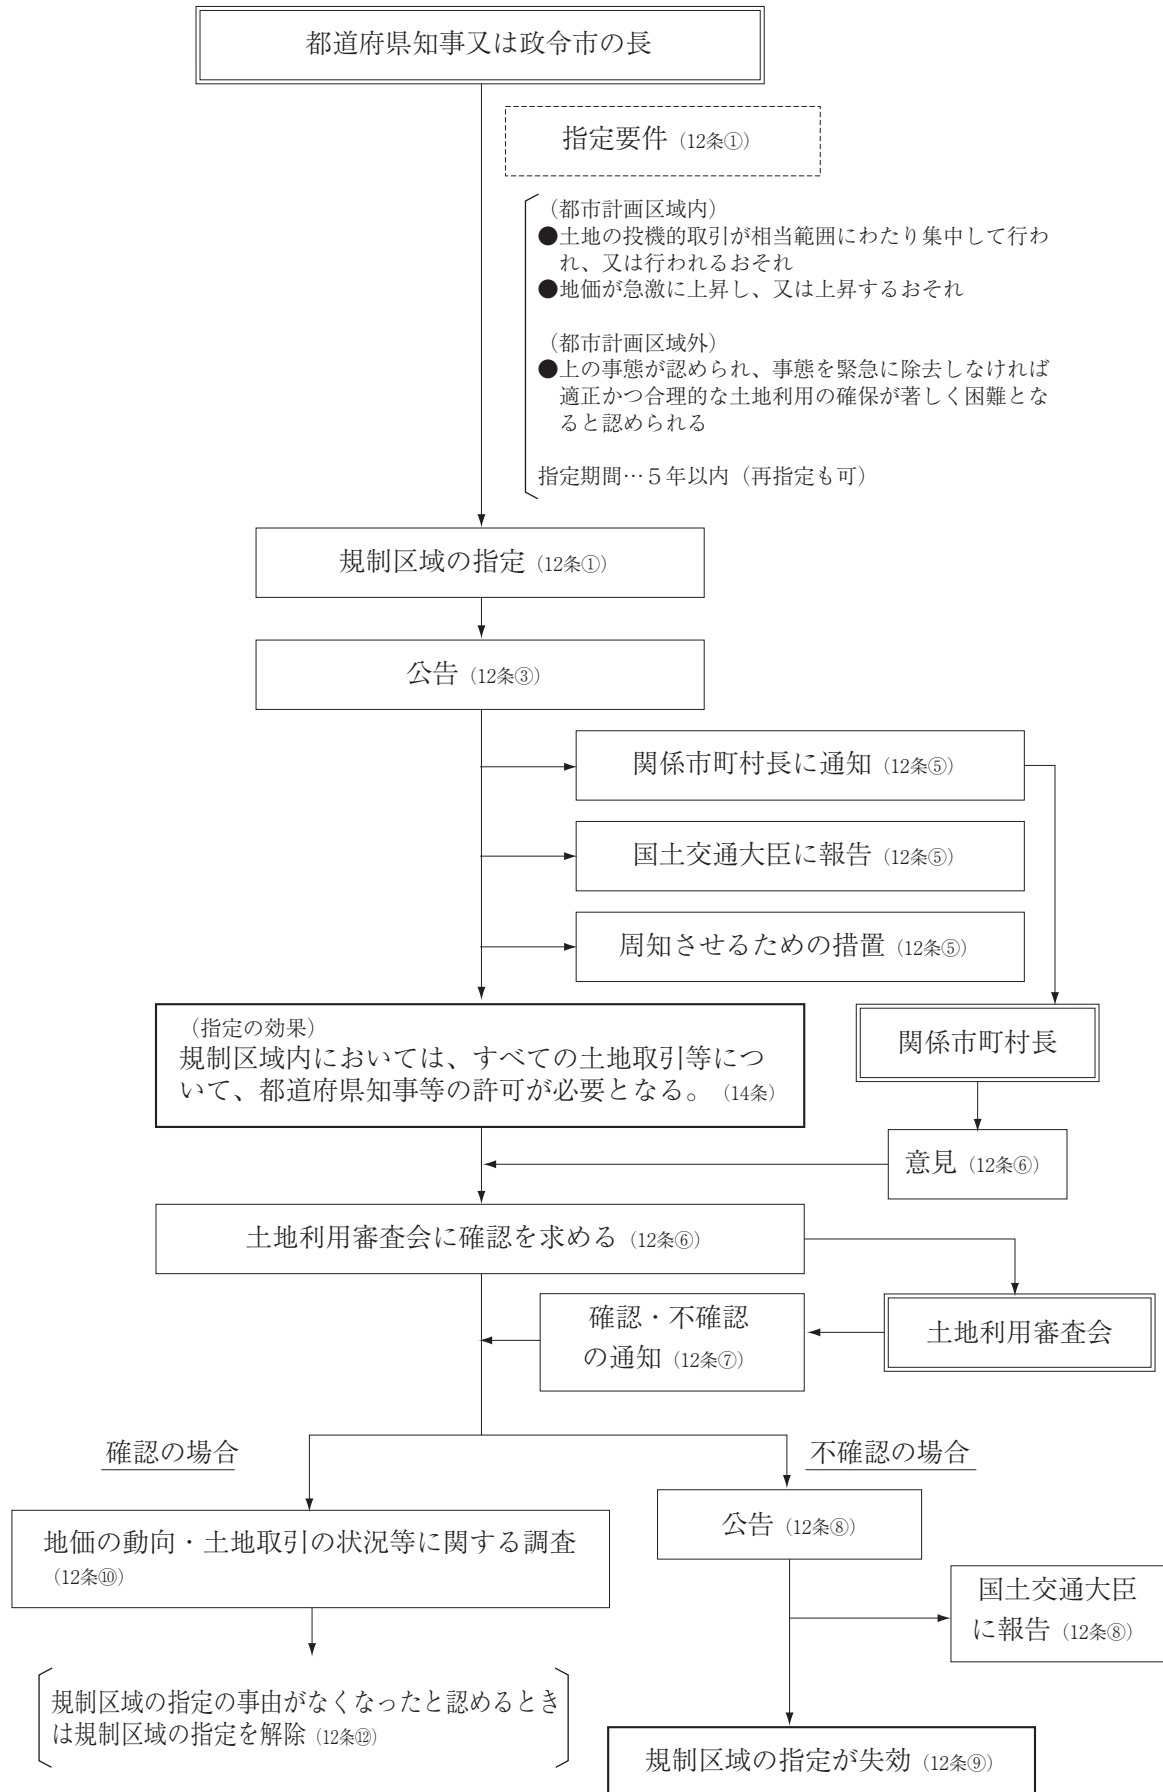 都道府県知事又は政令市の長
指定要件（12条①）
（都市計画区域内）
●土地の投機的取引が相当範囲にわたり集中して行わ
れ、又は行われるおそれ
●地価が急激に上昇し、又は上昇するおそれ
（都市計画区域外）
●上の事態が認められ、事態を緊急に除去しなければ
適正かつ合理的な土地利用の確保が著しく困難とな
ると認められる
指定期間…５年以内（再指定も可）
規制区域の指定（12条①）
公告（12条③）
関係市町村長に通知（12条⑤）
国土交通大臣に報告（12条⑤）
周知させるための措置（12条⑤）
（指定の効果）
規制区域内においては、すべての土地取引等につ
いて、都道府県知事等の許可が必要となる。（14条）
関係市町村長
意見（12条⑥）
土地利用審査会に確認を求める（12条⑥）
確認・不確認
の通知（12条⑦）
土地利用審査会
確認の場合
不確認の場合
地価の動向・土地取引の状況等に関する調査
（12条⑩）
公告（12条⑧）
国土交通大臣
に報告（12条⑧）
規制区域の指定の事由がなくなったと認めるとき
は規制区域の指定を解除（12条⑫）
規制区域の指定が失効（12条⑨）